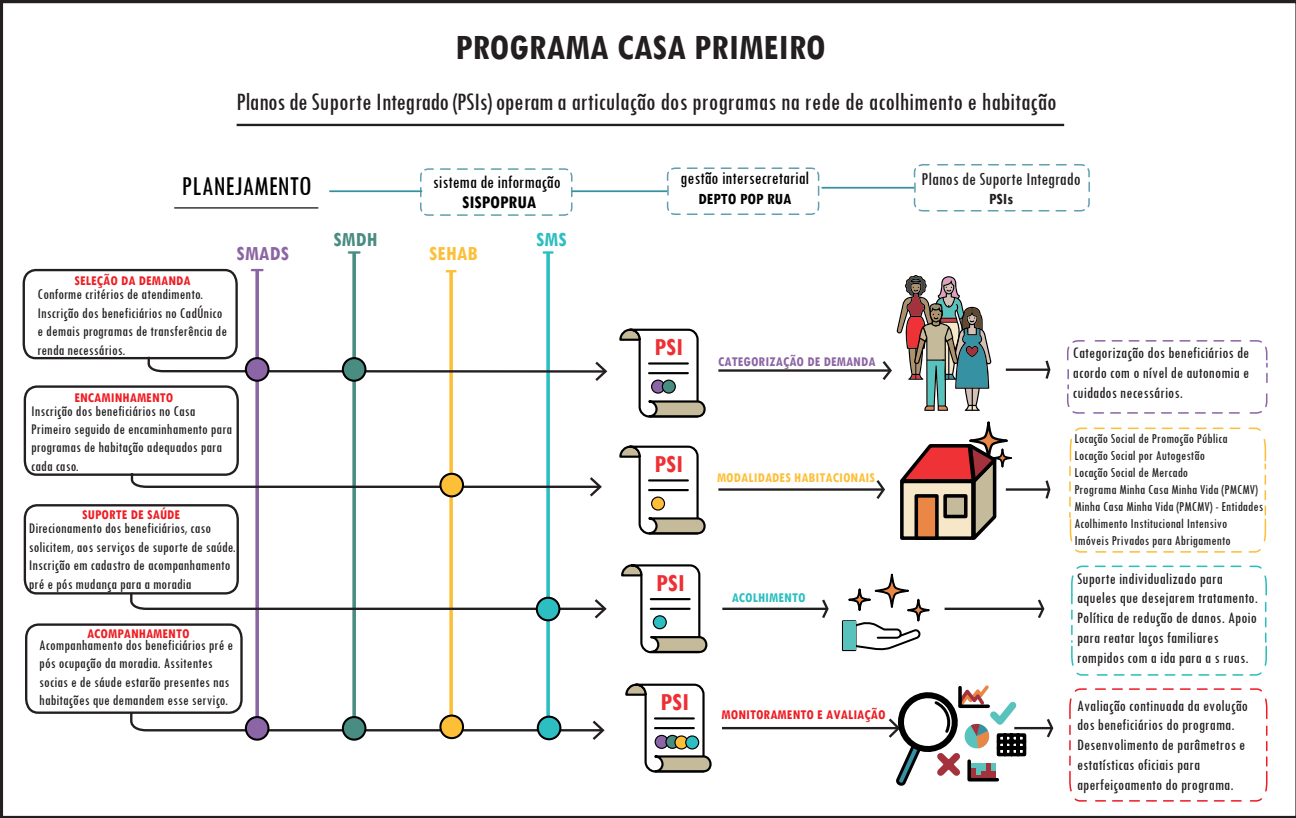 PROGRAMA CASA PRIMEIRO
Planos de Suporte Integrado (PSIs) operam a articulação dos programas na rede de acolhimento e habitação
PLANEJAMENTO
sistema de informação
SISPOPRUA
gestão intersecretarial
DEPTO POP RUA
Planos de Suporte Integrado
PSIs
SMADS
SMDH
SEHAB
SMS
SELEÇÃO DA DEMANDA
Conforme critérios de atendimento.
Inscrição dos beneficiários no CadÚnico
e demais programas de transferência de
renda necessários.
PSI
CATEGORIZAÇÃO DE DEMANDA
Categorização dos beneficiários de
acordo com o nível de autonomia e
cuidados necessários.
ENCAMINHAMENTO
Inscrição dos beneficiários no Casa
Primeiro seguido de encaminhamento para
programas de habitação adequados para
cada caso.
PSI
MODALIDADES HABITACIONAIS
Locação Social de Promoção Pública
Locação Social por Autogestão
Locação Social de Mercado
Programa Minha Casa Minha Vida (PMCMV)
Minha Casa Minha Vida (PMCMV) - Entidades
Acolhimento Institucional Intensivo
Imóveis Privados para Abrigamento
SUPORTE DE SAÚDE
Direcionamento dos beneficiários, caso
solicitem, aos serviços de suporte de saúde.
Inscrição em cadastro de acompanhamento
pré e pós mudança para a moradia
PSI
ACOLHIMENTO
Suporte individualizado para
aqueles que desejarem tratamento.
Política de redução de danos. Apoio
para reatar laços familiares
rompidos com a ida para a s ruas.
ACOMPANHAMENTO
Acompanhamento dos beneficiários pré e
pós ocupação da moradia. Assitentes
socias e de sáude estarão presentes nas
habitações que demandem esse serviço.
PSI
MONITORAMENTO E AVALIAÇÃO
Avaliação continuada da evolução
dos beneficiários do programa.
Desenvolimento de parâmetros e
estatísticas oficiais para
aperfeiçoamento do programa.